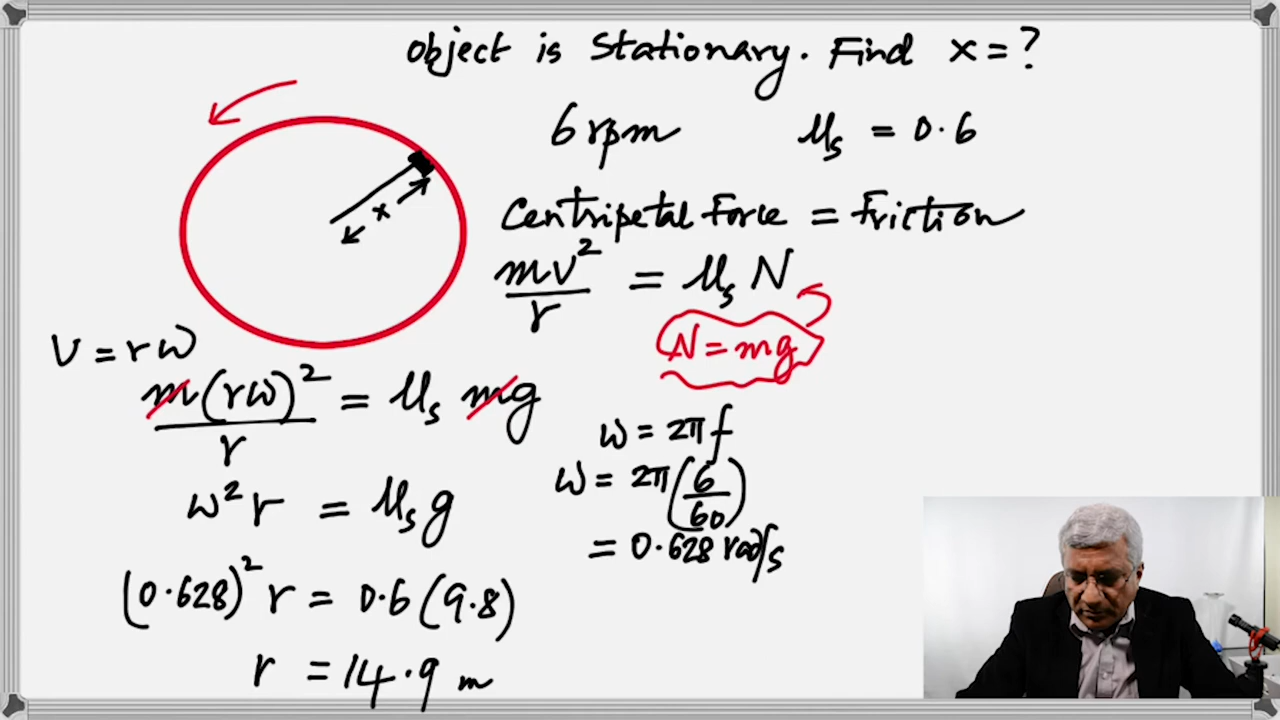 object is Stationary. Find x = ?
6 rpm μs = 0.6
x
Centripetal Force = Friction
mv²/r = μs N
N = mg
v = rω
m(rω)²/r = μs mg
ω = 2πf
ω = 2π(6/60)
= 0.628 rad/s
ω² r = μs g
(0.628)² r = 0.6 (9.8)
r = 14.9 m